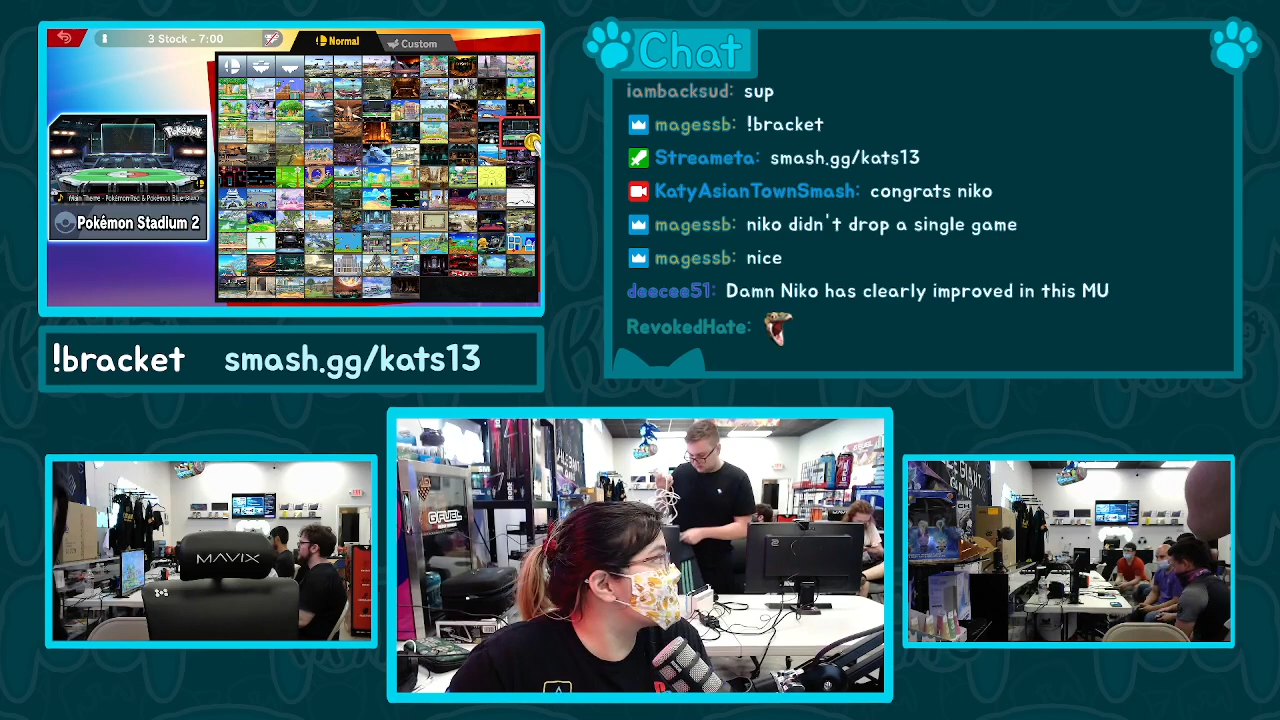 3 Stock - 7:00
Normal
Custom
Pokémon
Pokémon Stadium 2
!bracket smash.gg/kats13
Chat
iambacksud: sup
magessb: !bracket
Streameta: smash.gg/kats13
KatyAsianTownSmash: congrats niko
magessb: niko didn't drop a single game
magessb: nice
deecee51: Damn Niko has clearly improved in this MU
RevokedHate:
MAVIX
G FUEL